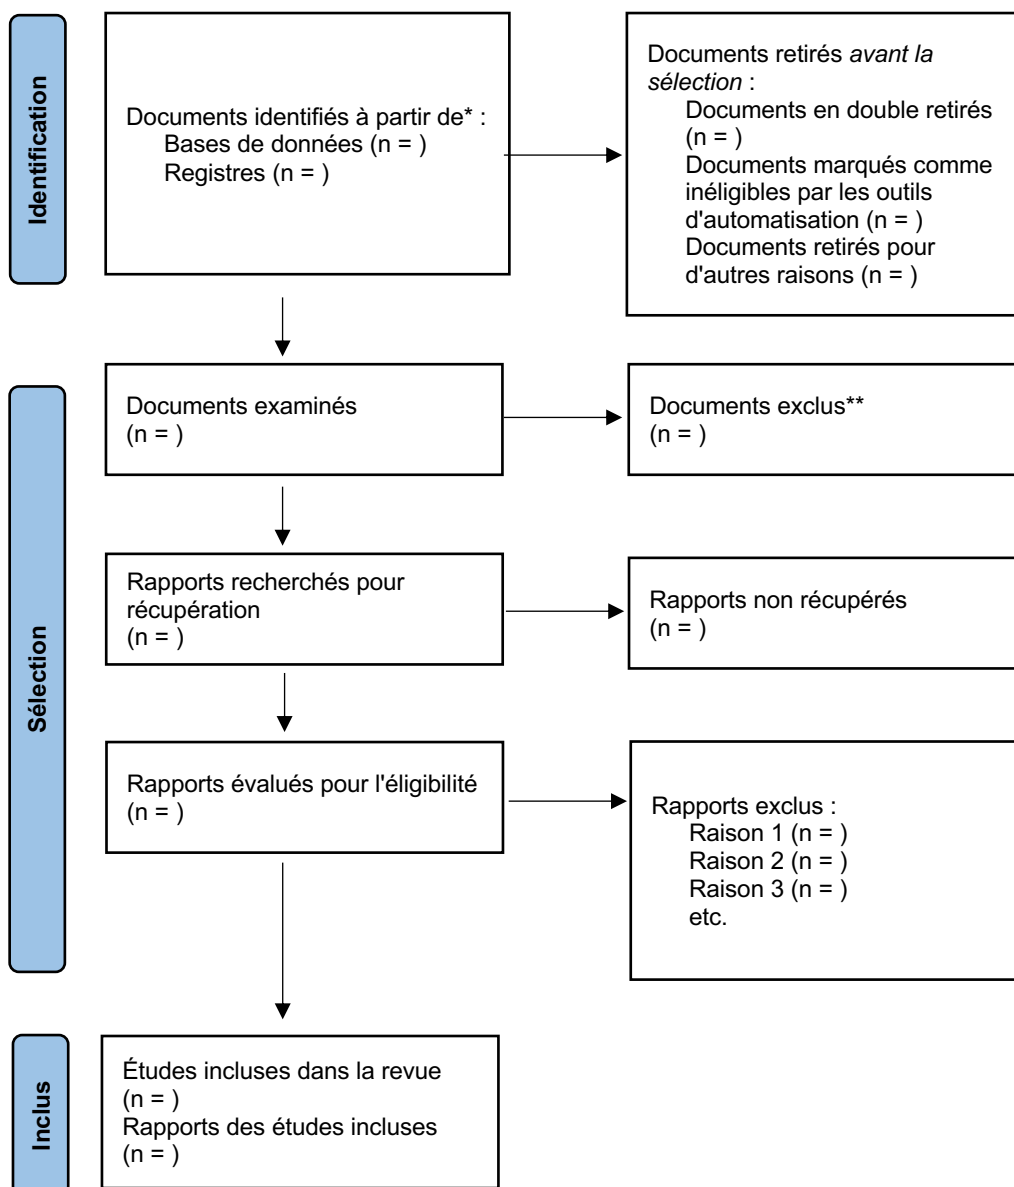 Identification
Documents identifiés à partir de* :
Bases de données (n = )
Registres (n = )
Documents retirés avant la
sélection :
Documents en double retirés
(n = )
Documents marqués comme
inéligibles par les outils
d'automatisation (n = )
Documents retirés pour
d'autres raisons (n = )
Sélection
Documents examinés
(n = )
Documents exclus**
(n = )
Rapports recherchés pour
récupération
(n = )
Rapports non récupérés
(n = )
Rapports évalués pour l'éligibilité
(n = )
Rapports exclus :
Raison 1 (n = )
Raison 2 (n = )
Raison 3 (n = )
etc.
Inclus
Études incluses dans la revue
(n = )
Rapports des études incluses
(n = )